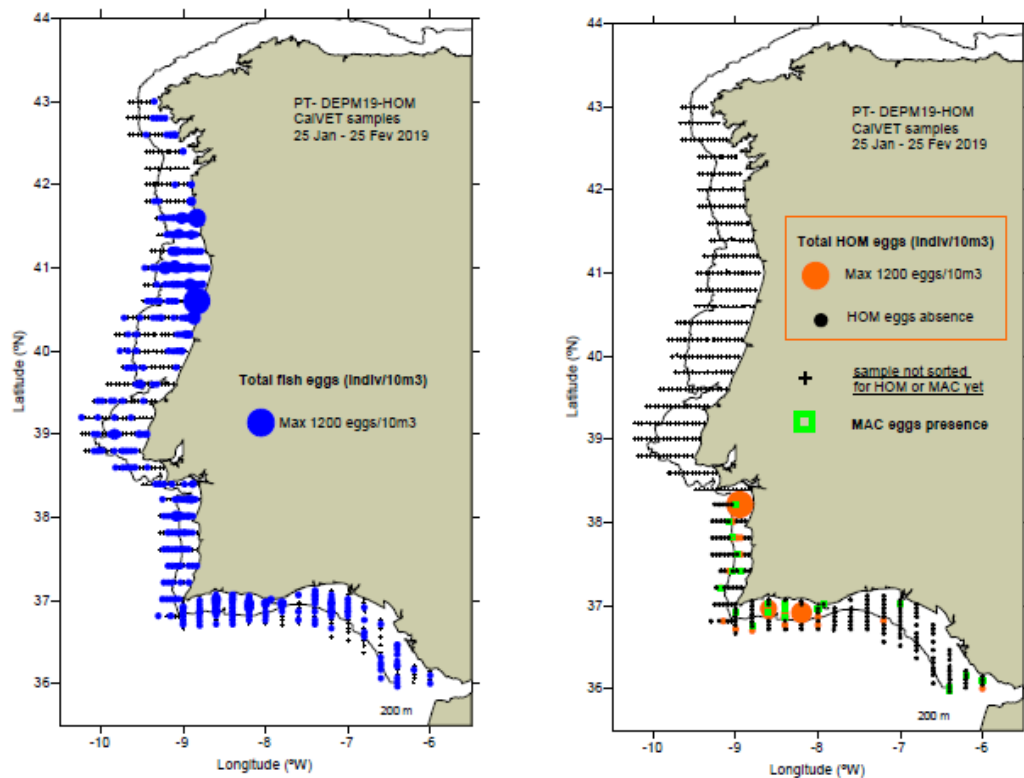 44
43
42
41
40
39
38
37
36
-10
-9
-8
-7
-6
Latitude (ºN)
Longitude (ºW)
PT- DEPM19-HOM
CalVET samples
25 Jan - 25 Fev 2019
Total fish eggs (indiv/10m3)
Max 1200 eggs/10m3
200 m
44
43
42
41
40
39
38
37
36
-10
-9
-8
-7
-6
Latitude (ºN)
Longitude (ºW)
PT- DEPM19-HOM
CalVET samples
25 Jan - 25 Fev 2019
Total HOM eggs (indiv/10m3)
Max 1200 eggs/10m3
HOM eggs absence
sample not sorted
for HOM or MAC yet
MAC eggs presence
200 m